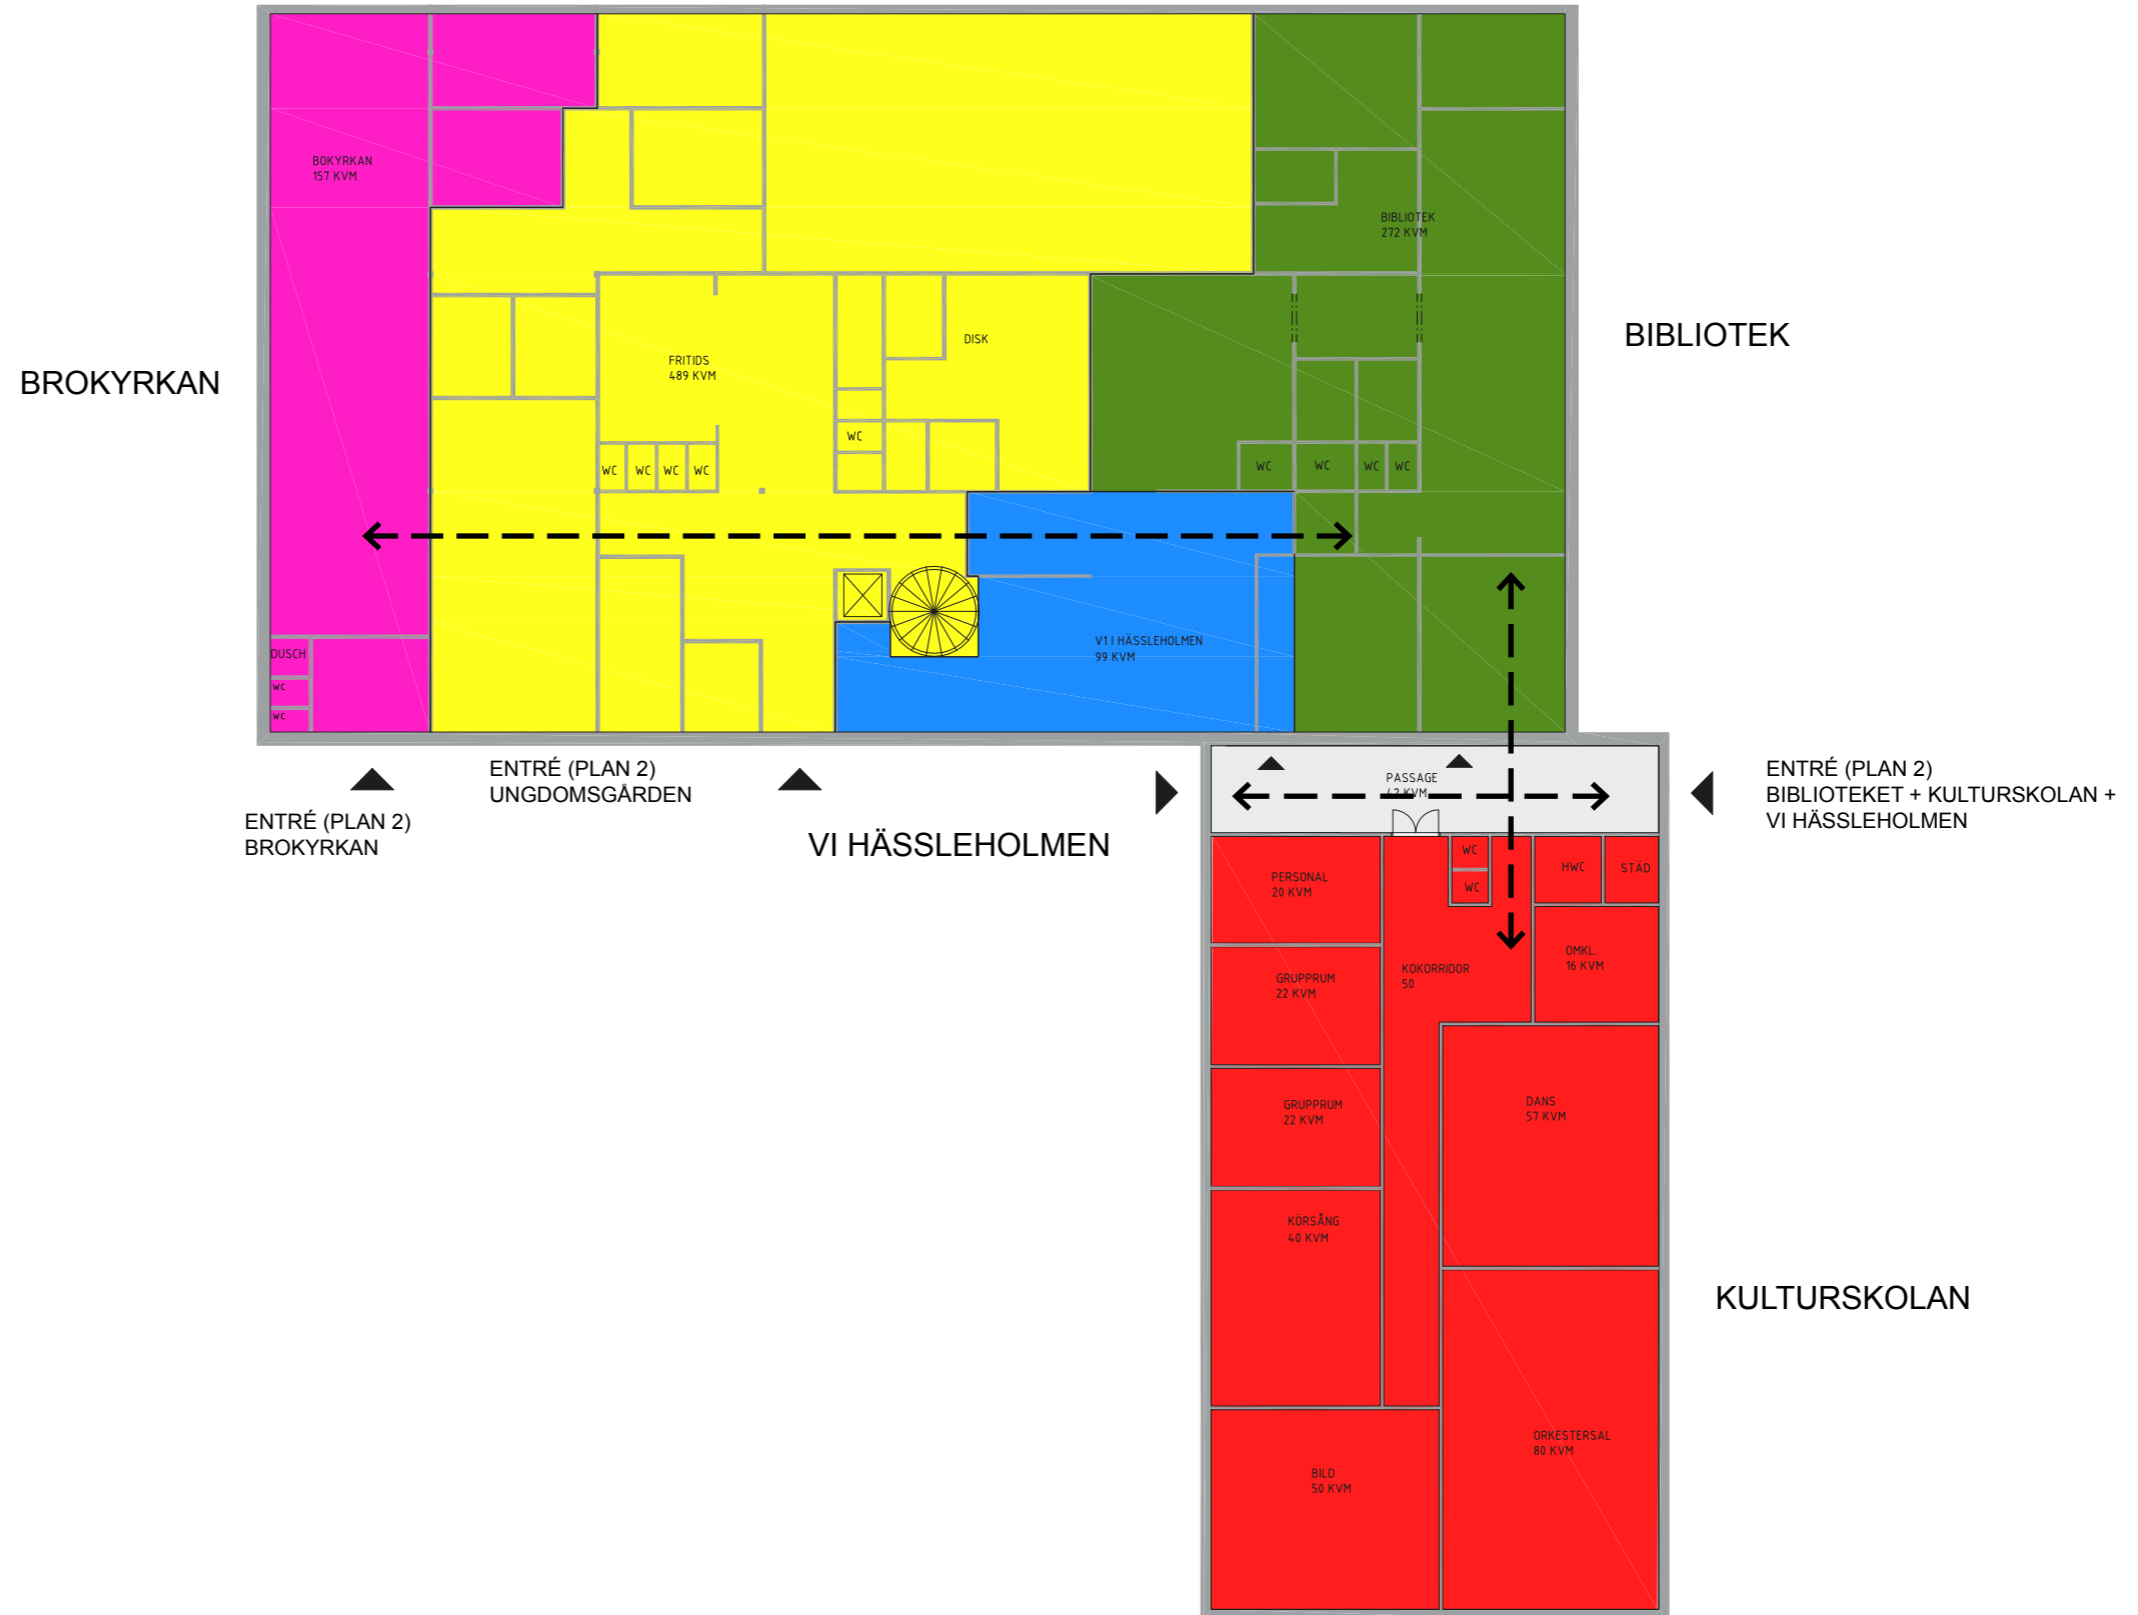 BOKYRKAN
157 KVM
BIBLIOTEK
272 KVM
BIBLIOTEK
DISK
FRITIDS
489 KVM
BROKYRKAN
WC
WC
WC
WC
WC
WC
WC
WC
WC
V1 I HÄSSLEHOLMEN
99 KVM
DUSCH
WC
WC
ENTRÉ (PLAN 2)
UNGDOMSGÅRDEN
ENTRÉ (PLAN 2)
BROKYRKAN
VI HÄSSLEHOLMEN
PASSAGE
42 KVM
ENTRÉ (PLAN 2)
BIBLIOTEKET + KULTURSKOLAN +
VI HÄSSLEHOLMEN
WC
WC
HWC
STÄD
PERSONAL
20 KVM
OMKL.
16 KVM
KOKORRIDOR
50
GRUPPRUM
22 KVM
GRUPPRUM
22 KVM
DANS
57 KVM
KÖRSÅNG
40 KVM
KULTURSKOLAN
ORKESTERSAL
80 KVM
BILD
50 KVM